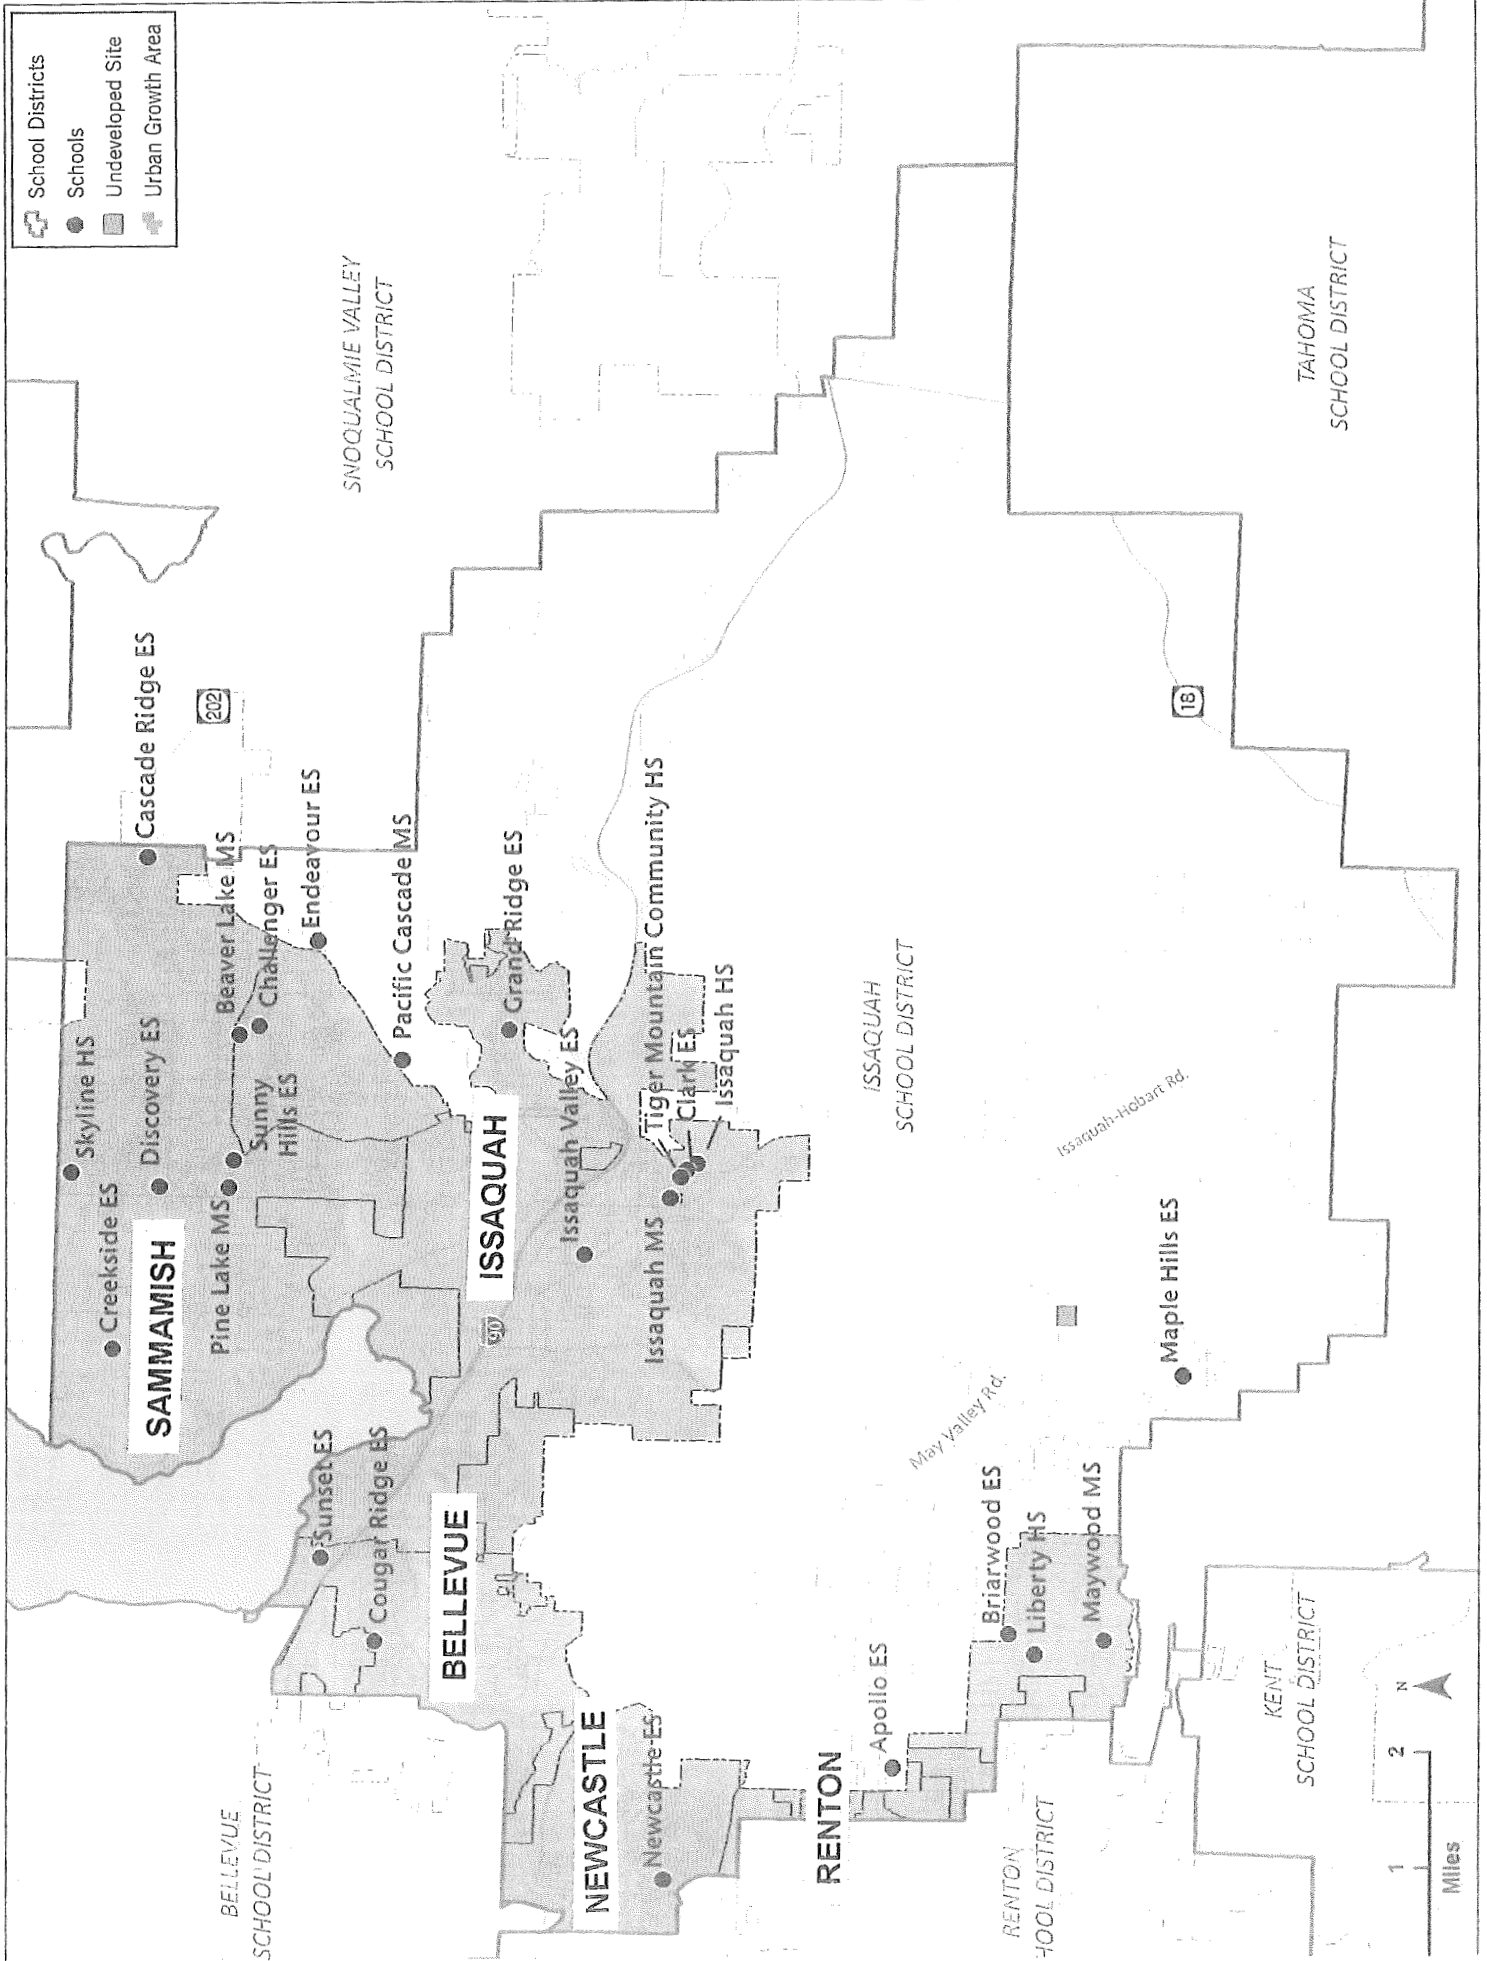 School Districts
Schools
Undeveloped Site
Urban Growth Area
SNOQUALMIE VALLEY
SCHOOL DISTRICT
TAHOMA
SCHOOL DISTRICT
Cascade Ridge ES
202
Beaver Lake MS
Challenger ES
Endeavour ES
Pacific Cascade MS
Grand Ridge ES
Tiger Mountain Community HS
Clark ES
Issaquah HS
18
Skyline HS
Discovery ES
Sunny
Hills ES
Creekside ES
SAMMAMISH
Pine Lake MS
ISSAQUAH
Issaquah Valley ES
90
Issaquah MS
ISSAQUAH
SCHOOL DISTRICT
Issaquah-Hobart Rd.
Maple Hills ES
May Valley Rd.
Sunset ES
Cougar Ridge ES
BELLEVUE
Briarwood ES
Liberty HS
Maywood MS
Apollo ES
NEWCASTLE
Newcastle ES
RENTON
BELLEVUE
SCHOOL DISTRICT
RENTON
HOOL DISTRICT
KENT
SCHOOL DISTRICT
N
1
2
Miles